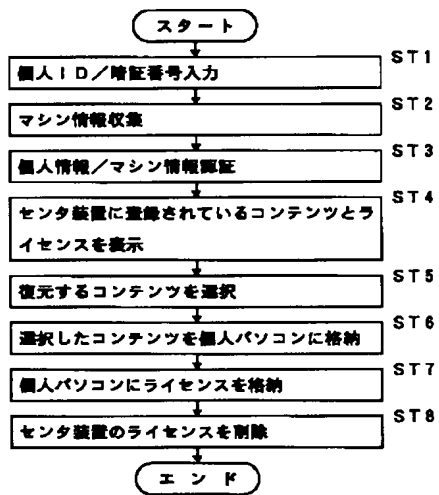 スタート
ST1
個人ID／暗証番号入力
ST2
マシン情報収集
ST3
個人情報／マシン情報認証
ST4
センタ装置に登録されているコンテンツとラ
イセンスを表示
ST5
復元するコンテンツを選択
ST6
選択したコンテンツを個人パソコンに格納
ST7
個人パソコンにライセンスを格納
ST8
センタ装置のライセンスを削除
エンド